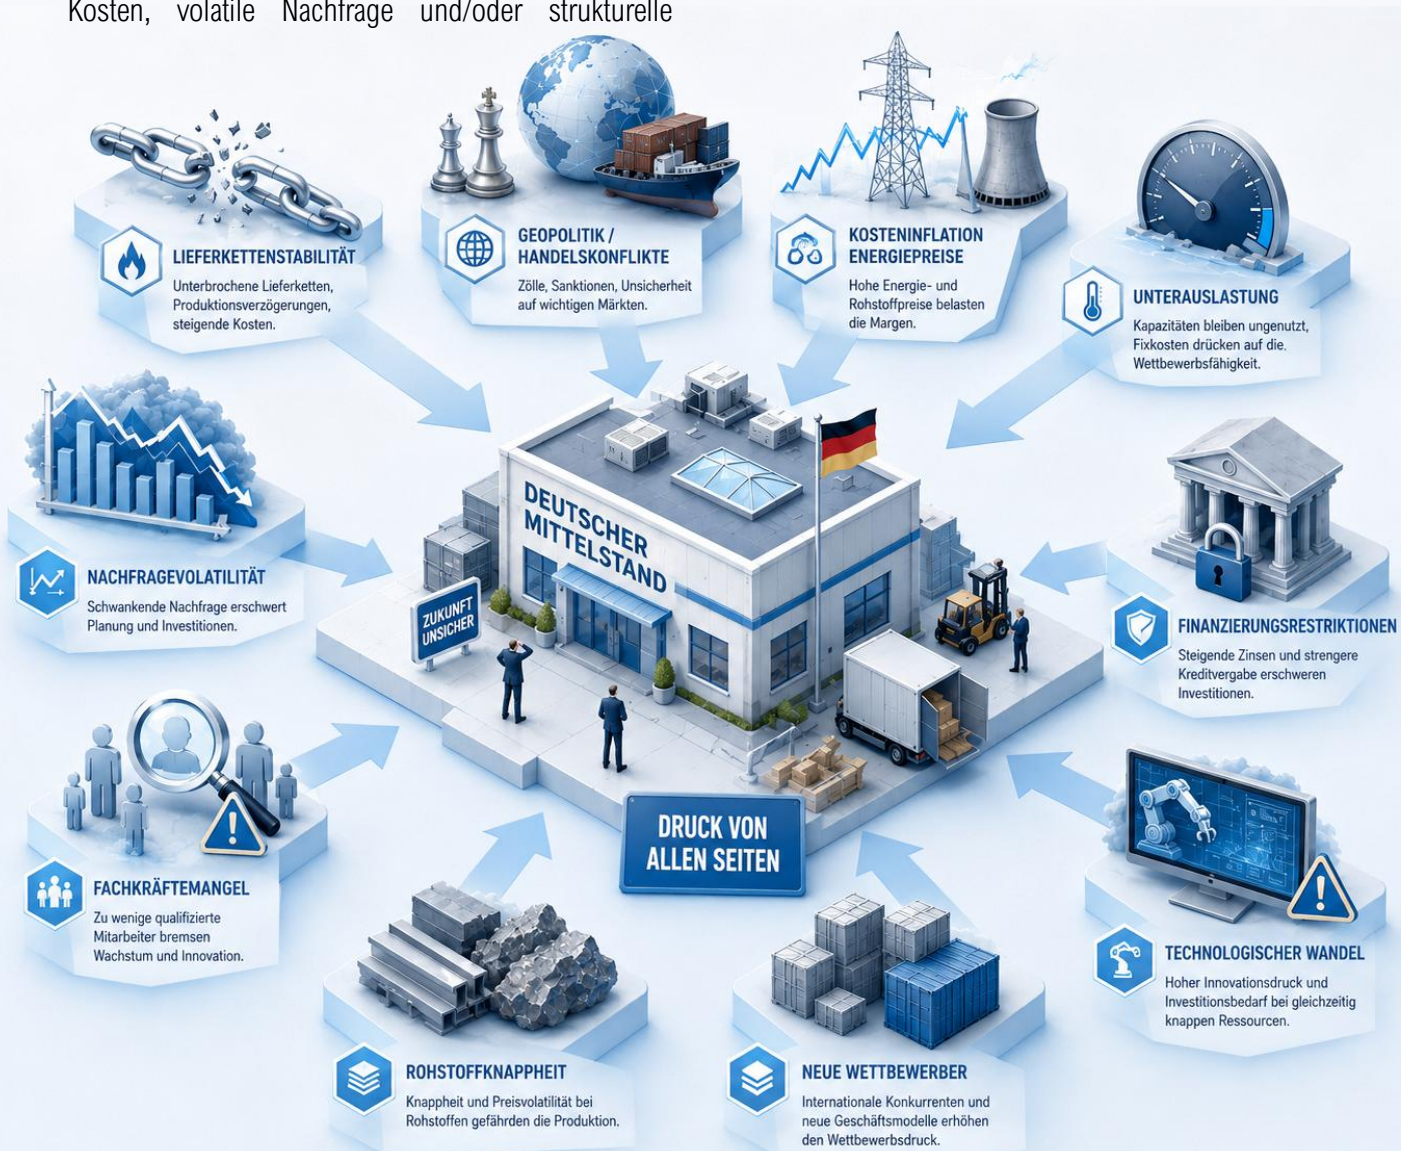 Kosten, volatile Nachfrage und/oder strukturelle
LIEFERKETTENSTABILITÄT
Unterbrochene Lieferketten,
Produktionsverzögerungen,
steigende Kosten.
GEOPOLITIK /
HANDELSKONFLIKTE
Zölle, Sanktionen, Unsicherheit
auf wichtigen Märkten.
KOSTENINFLATION
ENERGIEPREISE
Hohe Energie- und
Rohstoffpreise belasten
die Margen.
UNTERAUSLASTUNG
Kapazitäten bleiben ungenutzt,
Fixkosten drücken auf die.
Wettbewerbsfähigkeit.
NACHFRAGEVOLATILITÄT
Schwankende Nachfrage erschwert
Planung und Investitionen.
DEUTSCHER
MITTELSTAND
ZUKUNFT
UNSICHER
FINANZIERUNGSRESTRIKTIONEN
Steigende Zinsen und strengere
Kreditvergabe erschweren
Investitionen.
FACHKRÄFTEMANGEL
Zu wenige qualifizierte
Mitarbeiter bremsen
Wachstum und Innovation.
DRUCK VON
ALLEN SEITEN
TECHNOLOGISCHER WANDEL
Hoher Innovationsdruck und
Investitionsbedarf bei gleichzeitig
knappen Ressourcen.
ROHSTOFFKNAPPHEIT
Knappheit und Preisvolatilität bei
Rohstoffen gefährden die Produktion.
NEUE WETTBEWERBER
Internationale Konkurrenten und
neue Geschäftsmodelle erhöhen
den Wettbewerbsdruck.